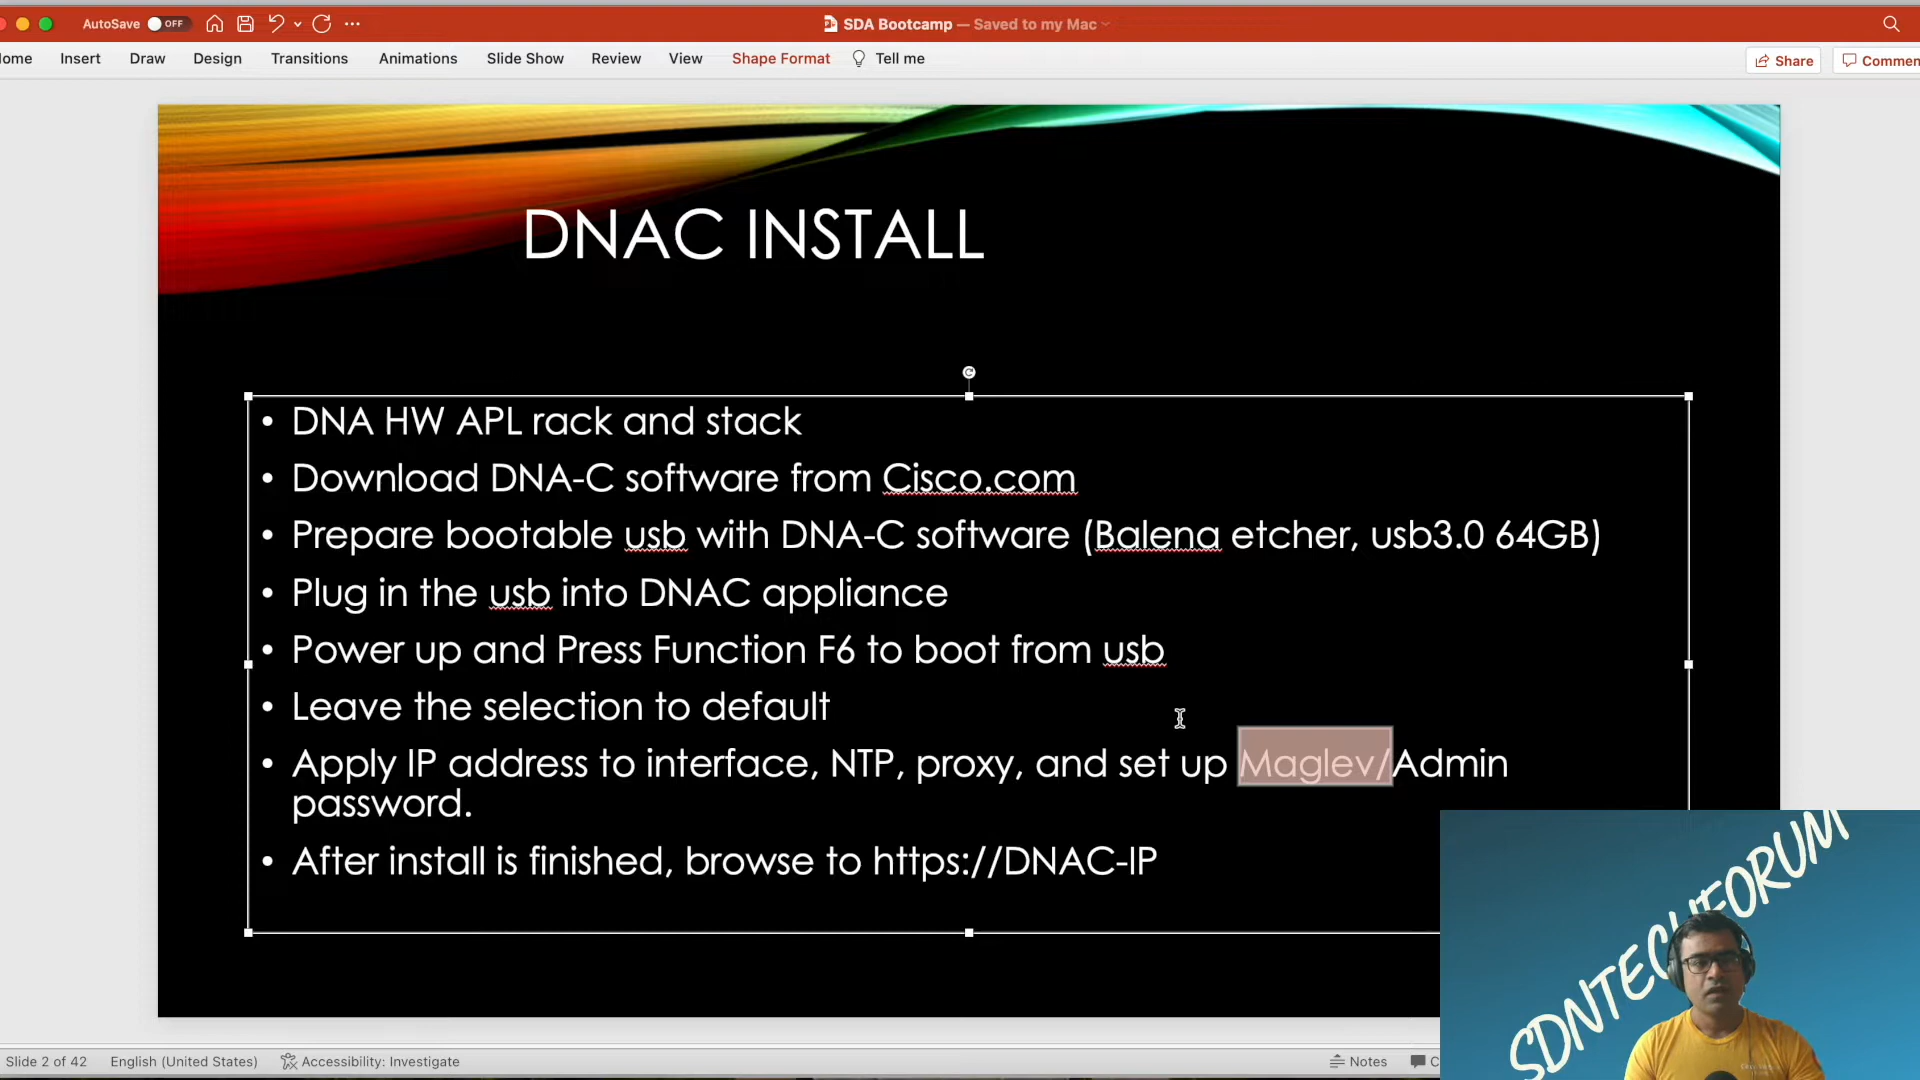 AutoSave OFF
SDA Bootcamp — Saved to my Mac
ome Insert Draw Design Transitions Animations Slide Show Review View Shape Format Tell me
Share Commen
DNAC INSTALL
• DNA HW APL rack and stack
• Download DNA-C software from Cisco.com
• Prepare bootable usb with DNA-C software (Balena etcher, usb3.0 64GB)
• Plug in the usb into DNAC appliance
• Power up and Press Function F6 to boot from usb
• Leave the selection to default
• Apply IP address to interface, NTP, proxy, and set up Maglev/Admin
password.
• After install is finished, browse to https://DNAC-IP
SDNTECHFORUM
Slide 2 of 42 English (United States) Accessibility: Investigate Notes C